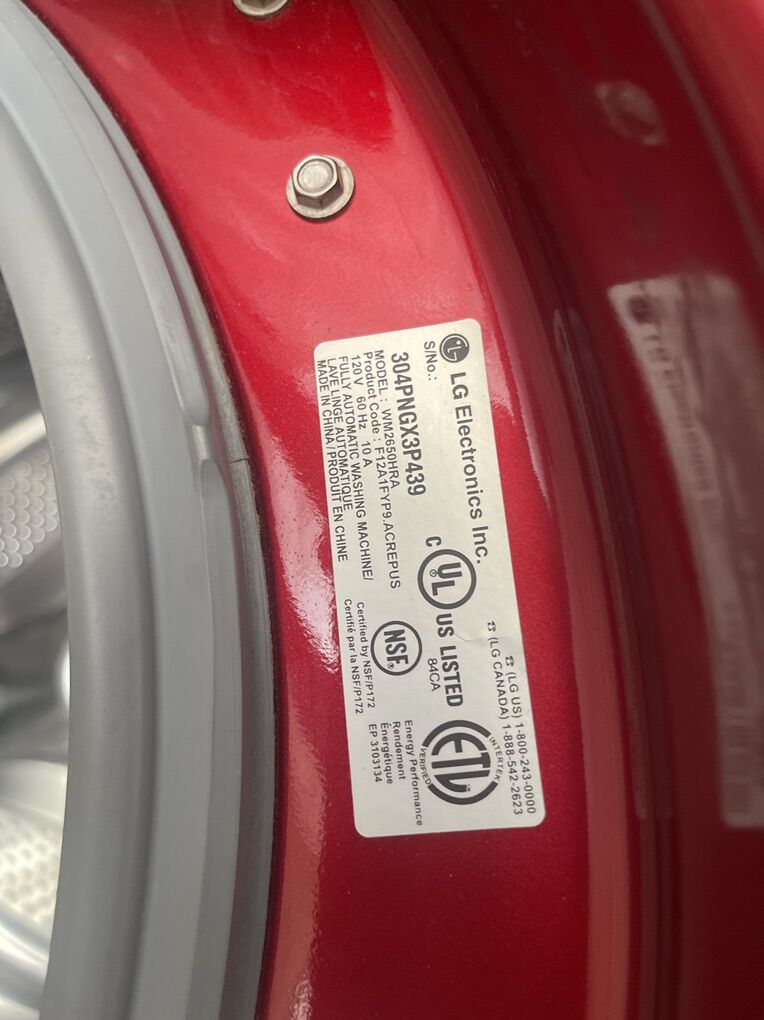 LG LG Electronics Inc.
☎ (LG US) 1-800-243-0000
☎ (LG CANADA) 1-888-542-2623
S/No.:
304PNGX3P439
MODEL : WM2650HRA
Product Code : F12A1FYP9.ACREPUS
120 V 60 Hz 10 A
FULLY AUTOMATIC WASHING MACHINE/
LAVE LINGE AUTOMATIQUE
MADE IN CHINA/PRODUIT EN CHINE
C UL® US LISTED
84CA
NSF®
Certified by NSF/P172
Certifié par la NSF/P172
INTERTEK
ETL™
VERIFIED
Energy Performance
Rendement
Énergétique
EP 3103134